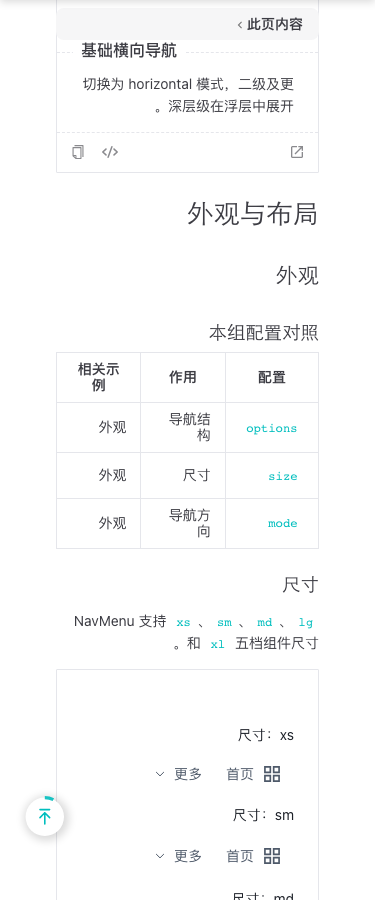 此页内容
基础横向导航
切换为 horizontal 模式，二级及更
深层级在浮层中展开。
外观与布局
外观
本组配置对照
配置 作用 相关示例
options 导航结构 外观
size 尺寸 外观
mode 导航方向 外观
尺寸
NavMenu 支持 xs 、 sm 、 md 、 lg
和 xl 五档组件尺寸。
尺寸：xs
首页 更多
尺寸：sm
首页 更多
尺寸：md